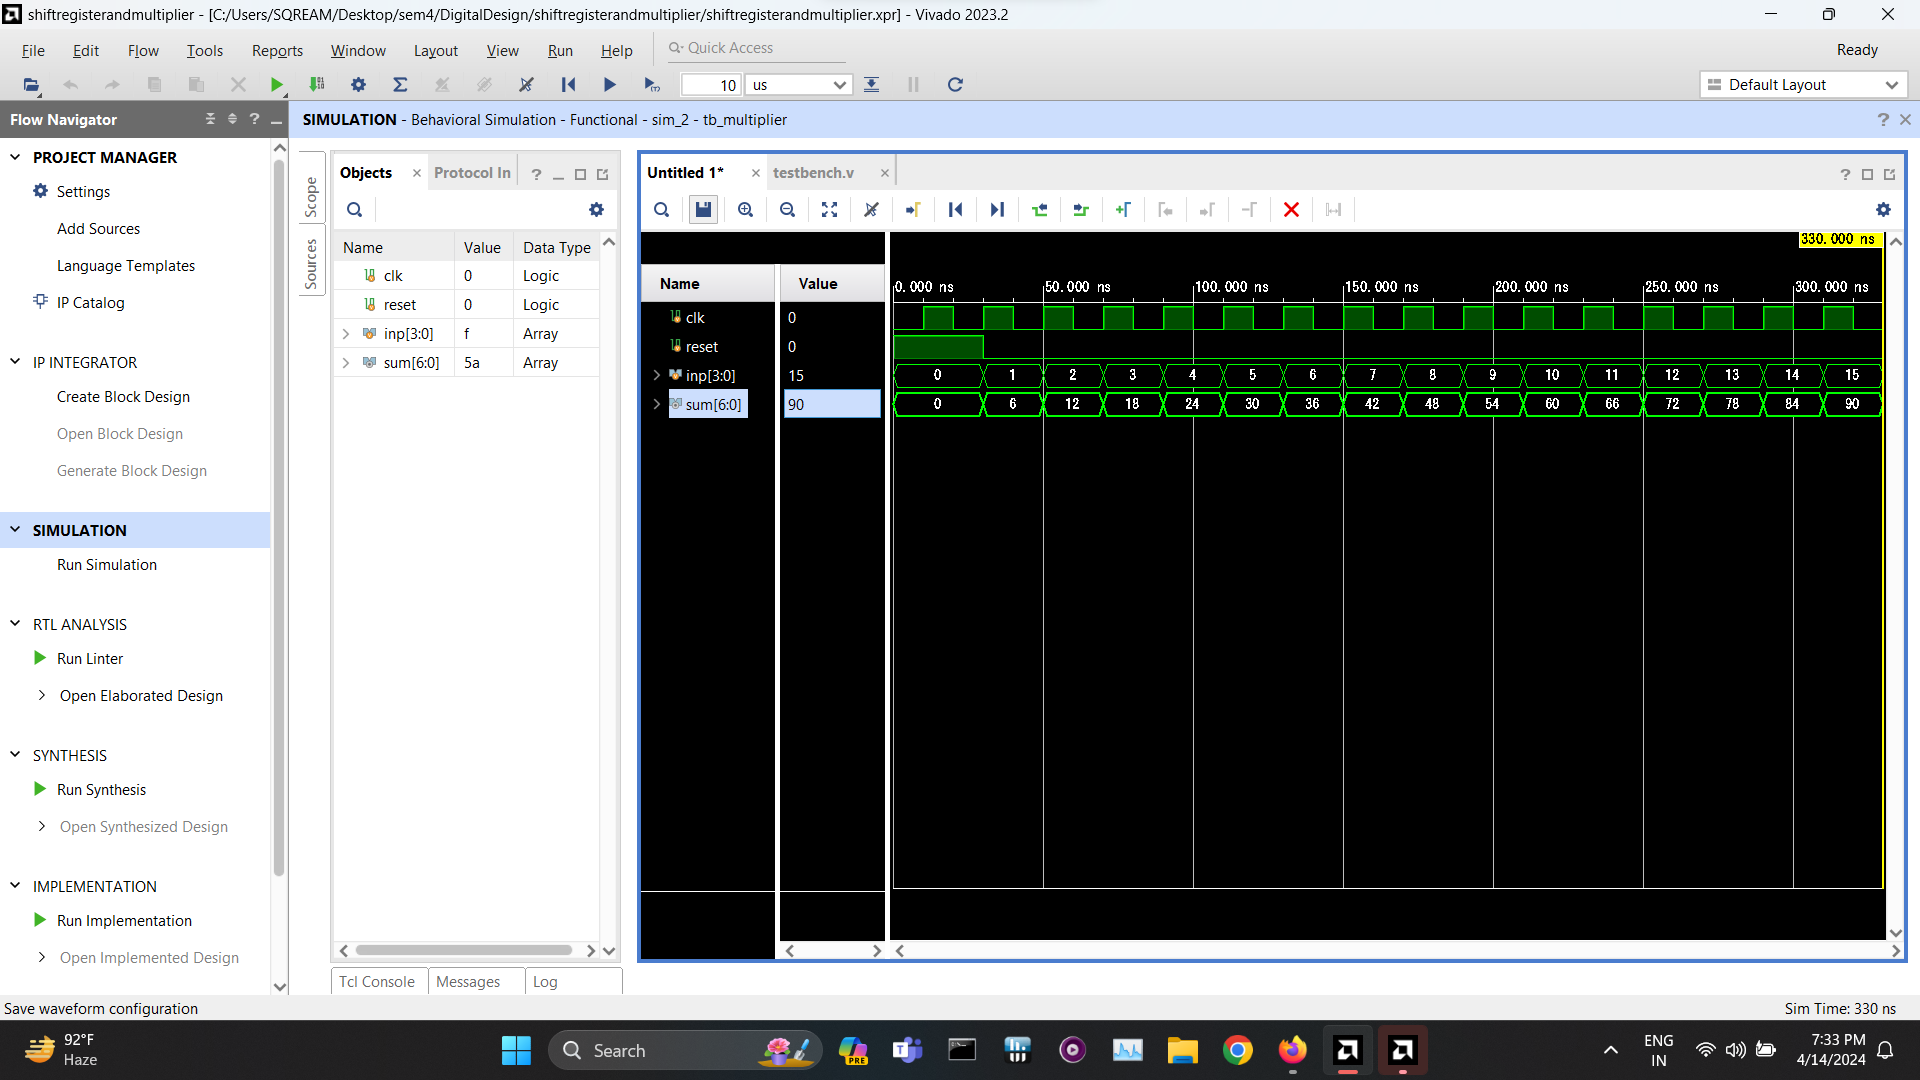 shiftregisterandmultiplier - [C:/Users/SQREAM/Desktop/sem4/DigitalDesign/shiftregisterandmultiplier/shiftregisterandmultiplier.xpr] - Vivado 2023.2
File Edit Flow Tools Reports Window Layout View Run Help Quick Access Ready
10 us Default Layout
Flow Navigator ? SIMULATION - Behavioral Simulation - Functional - sim_2 - tb_multiplier ?
PROJECT MANAGER
Settings
Add Sources
Language Templates
IP Catalog
IP INTEGRATOR
Create Block Design
Open Block Design
Generate Block Design
SIMULATION
Run Simulation
RTL ANALYSIS
Run Linter
Open Elaborated Design
SYNTHESIS
Run Synthesis
Open Synthesized Design
IMPLEMENTATION
Run Implementation
Open Implemented Design
Scope
Sources
Objects Protocol In ?
Name Value Data Type
clk 0 Logic
reset 0 Logic
inp[3:0] f Array
sum[6:0] 5a Array
Tcl Console Messages Log
Untitled 1* testbench.v ?
330.000 ns
Name Value 0.000 ns 50.000 ns 100.000 ns 150.000 ns 200.000 ns 250.000 ns 300.000 ns
clk 0
reset 0
inp[3:0] 15 0 1 2 3 4 5 6 7 8 9 10 11 12 13 14 15
sum[6:0] 90 0 6 12 18 24 30 36 42 48 54 60 66 72 78 84 90
Save waveform configuration Sim Time: 330 ns
92°F
Haze
Search
PRE
ENG
IN
7:33 PM
4/14/2024